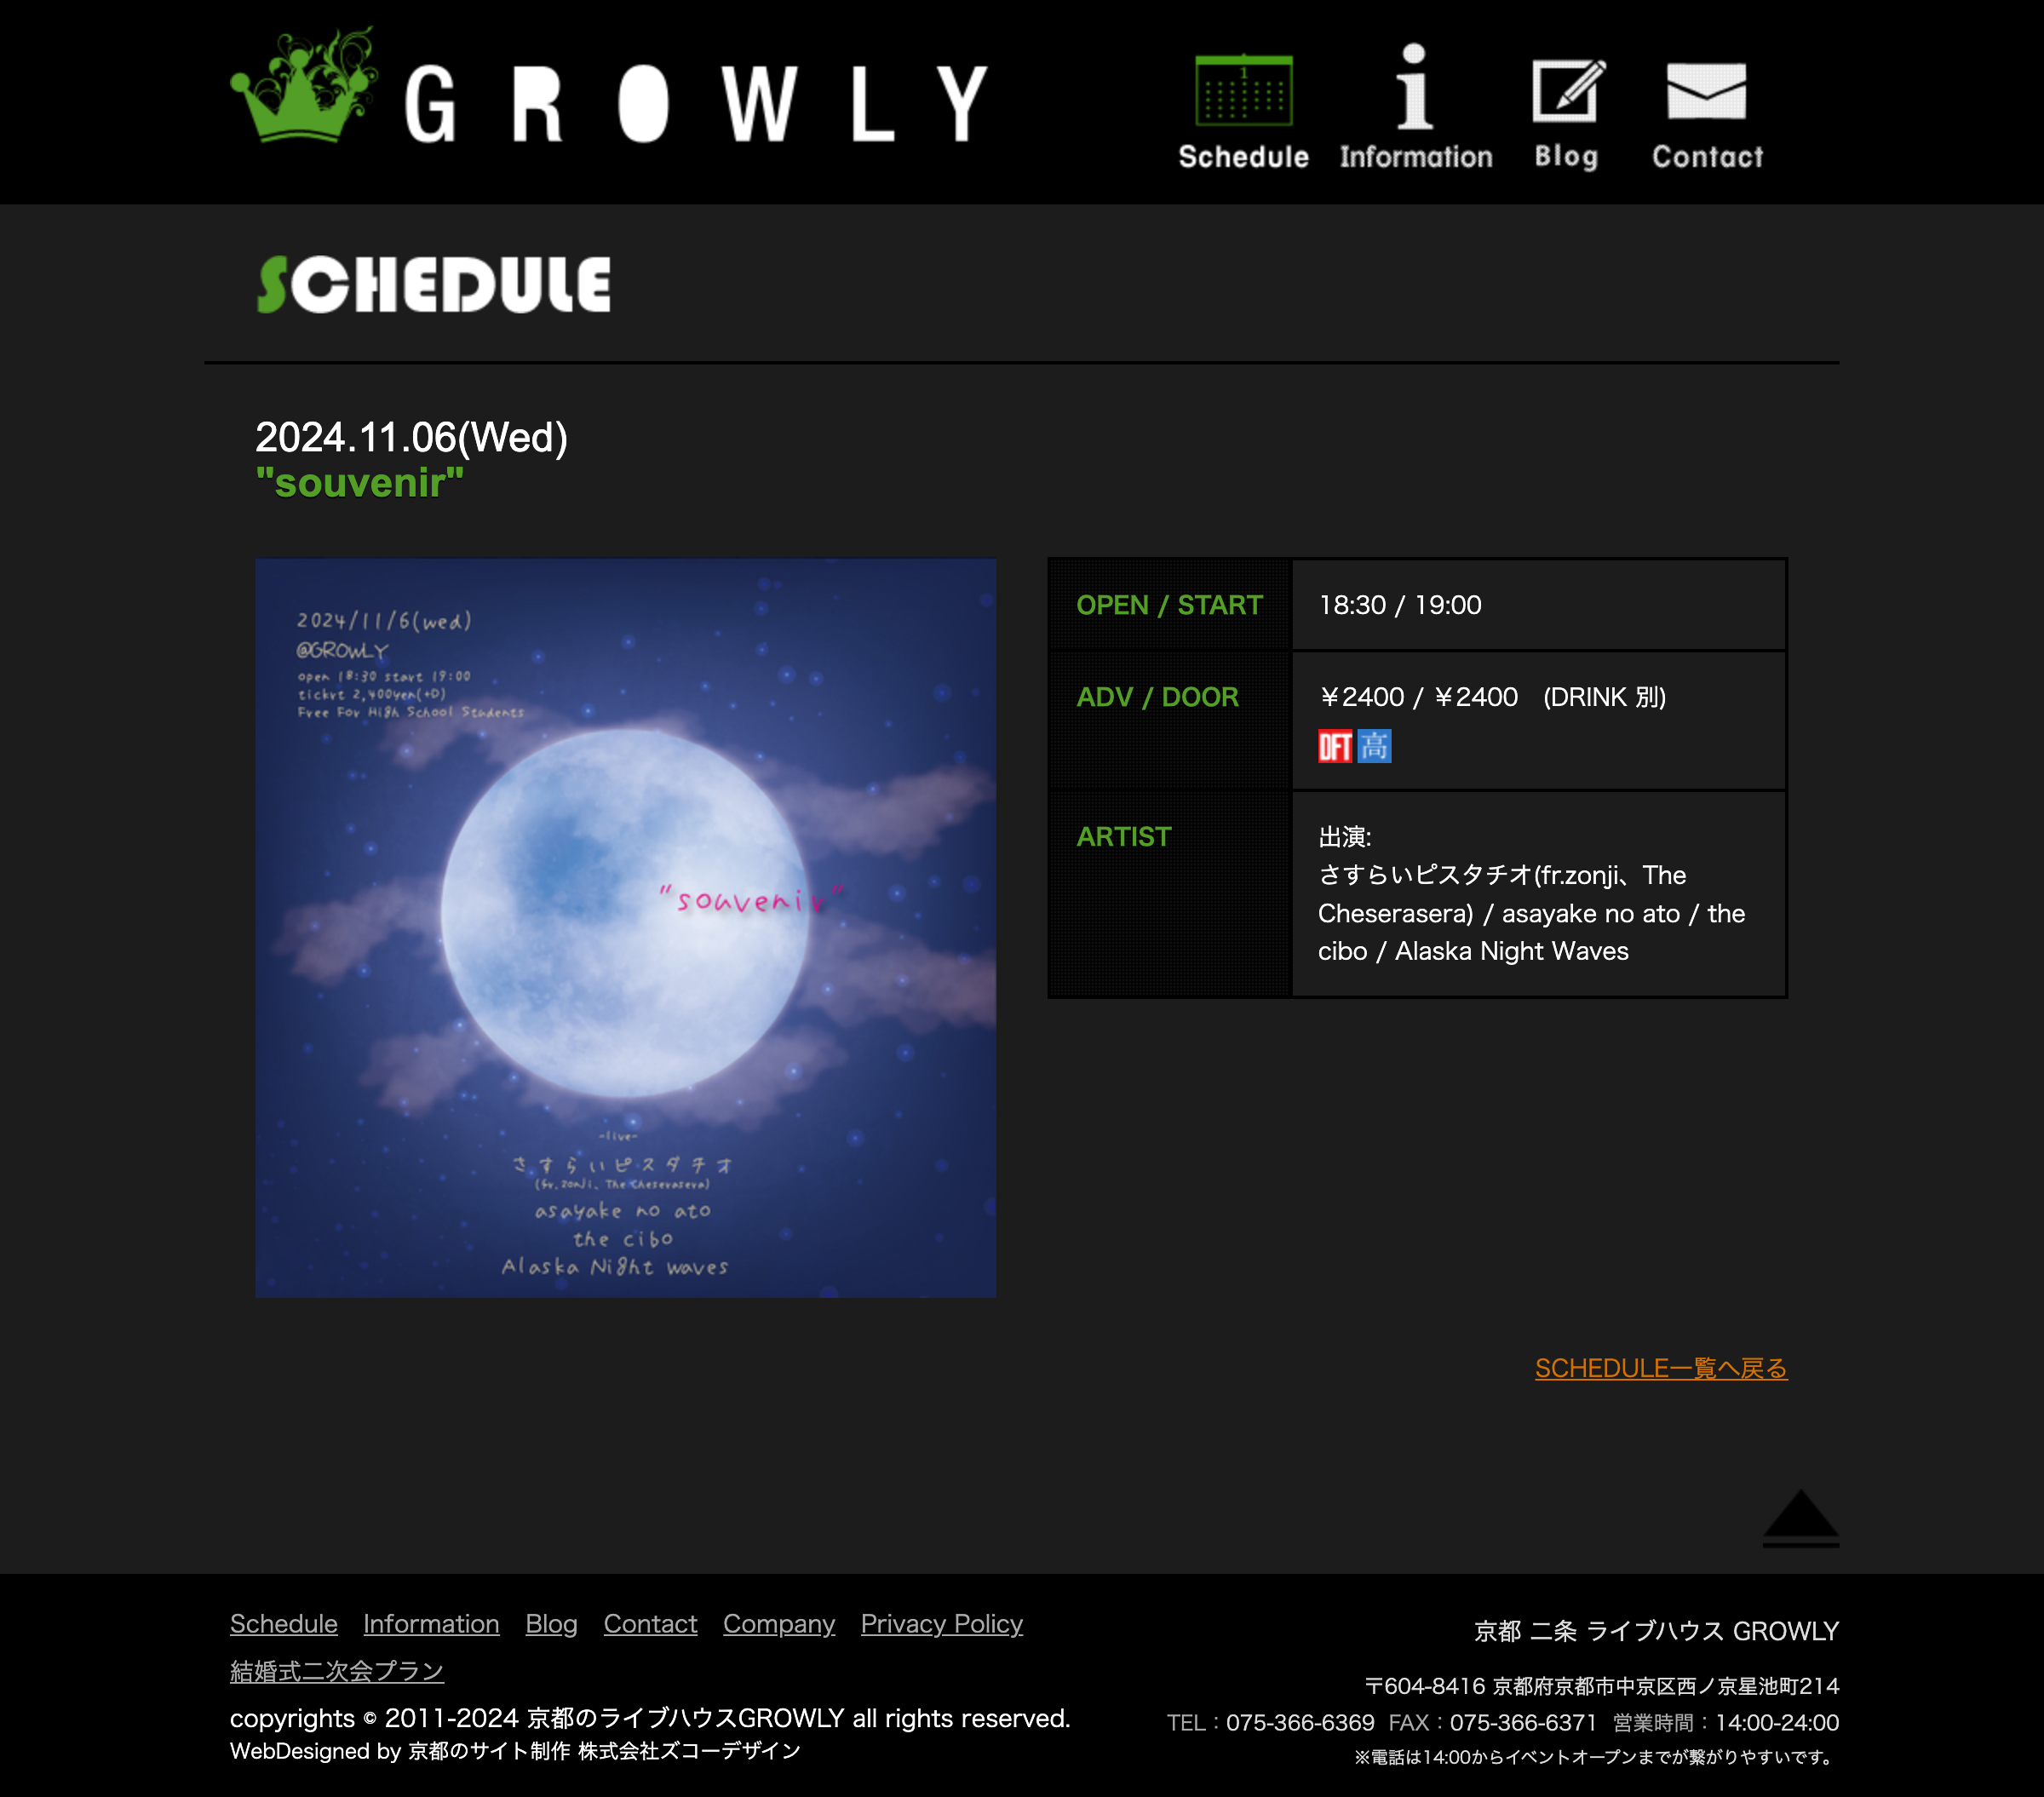 GROWLY
Schedule
Information
Blog
Contact
SCHEDULE
2024.11.06(Wed)
"souvenir"
2024/11/6(wed)
@GROWLY
open 18:30 start 19:00
tickrt 2,400yen(+D)
Free For High School Students
"souvenir"
-live-
さすらいピスタチオ
(fr.zonji、The Cheserasera)
asayake no ato
the cibo
Alaska Night waves
OPEN / START
18:30 / 19:00
ADV / DOOR
￥2400 / ￥2400　(DRINK 別)
DFT 高
ARTIST
出演:
さすらいピスタチオ(fr.zonji、The
Cheserasera) / asayake no ato / the
cibo / Alaska Night Waves
SCHEDULE一覧へ戻る
Schedule Information Blog Contact Company Privacy Policy
結婚式二次会プラン
copyrights © 2011-2024 京都のライブハウスGROWLY all rights reserved.
WebDesigned by 京都のサイト制作 株式会社ズコーデザイン
京都 二条 ライブハウス GROWLY
〒604-8416 京都府京都市中京区西ノ京星池町214
TEL：075-366-6369 FAX：075-366-6371 営業時間：14:00-24:00
※電話は14:00からイベントオープンまでが繋がりやすいです。